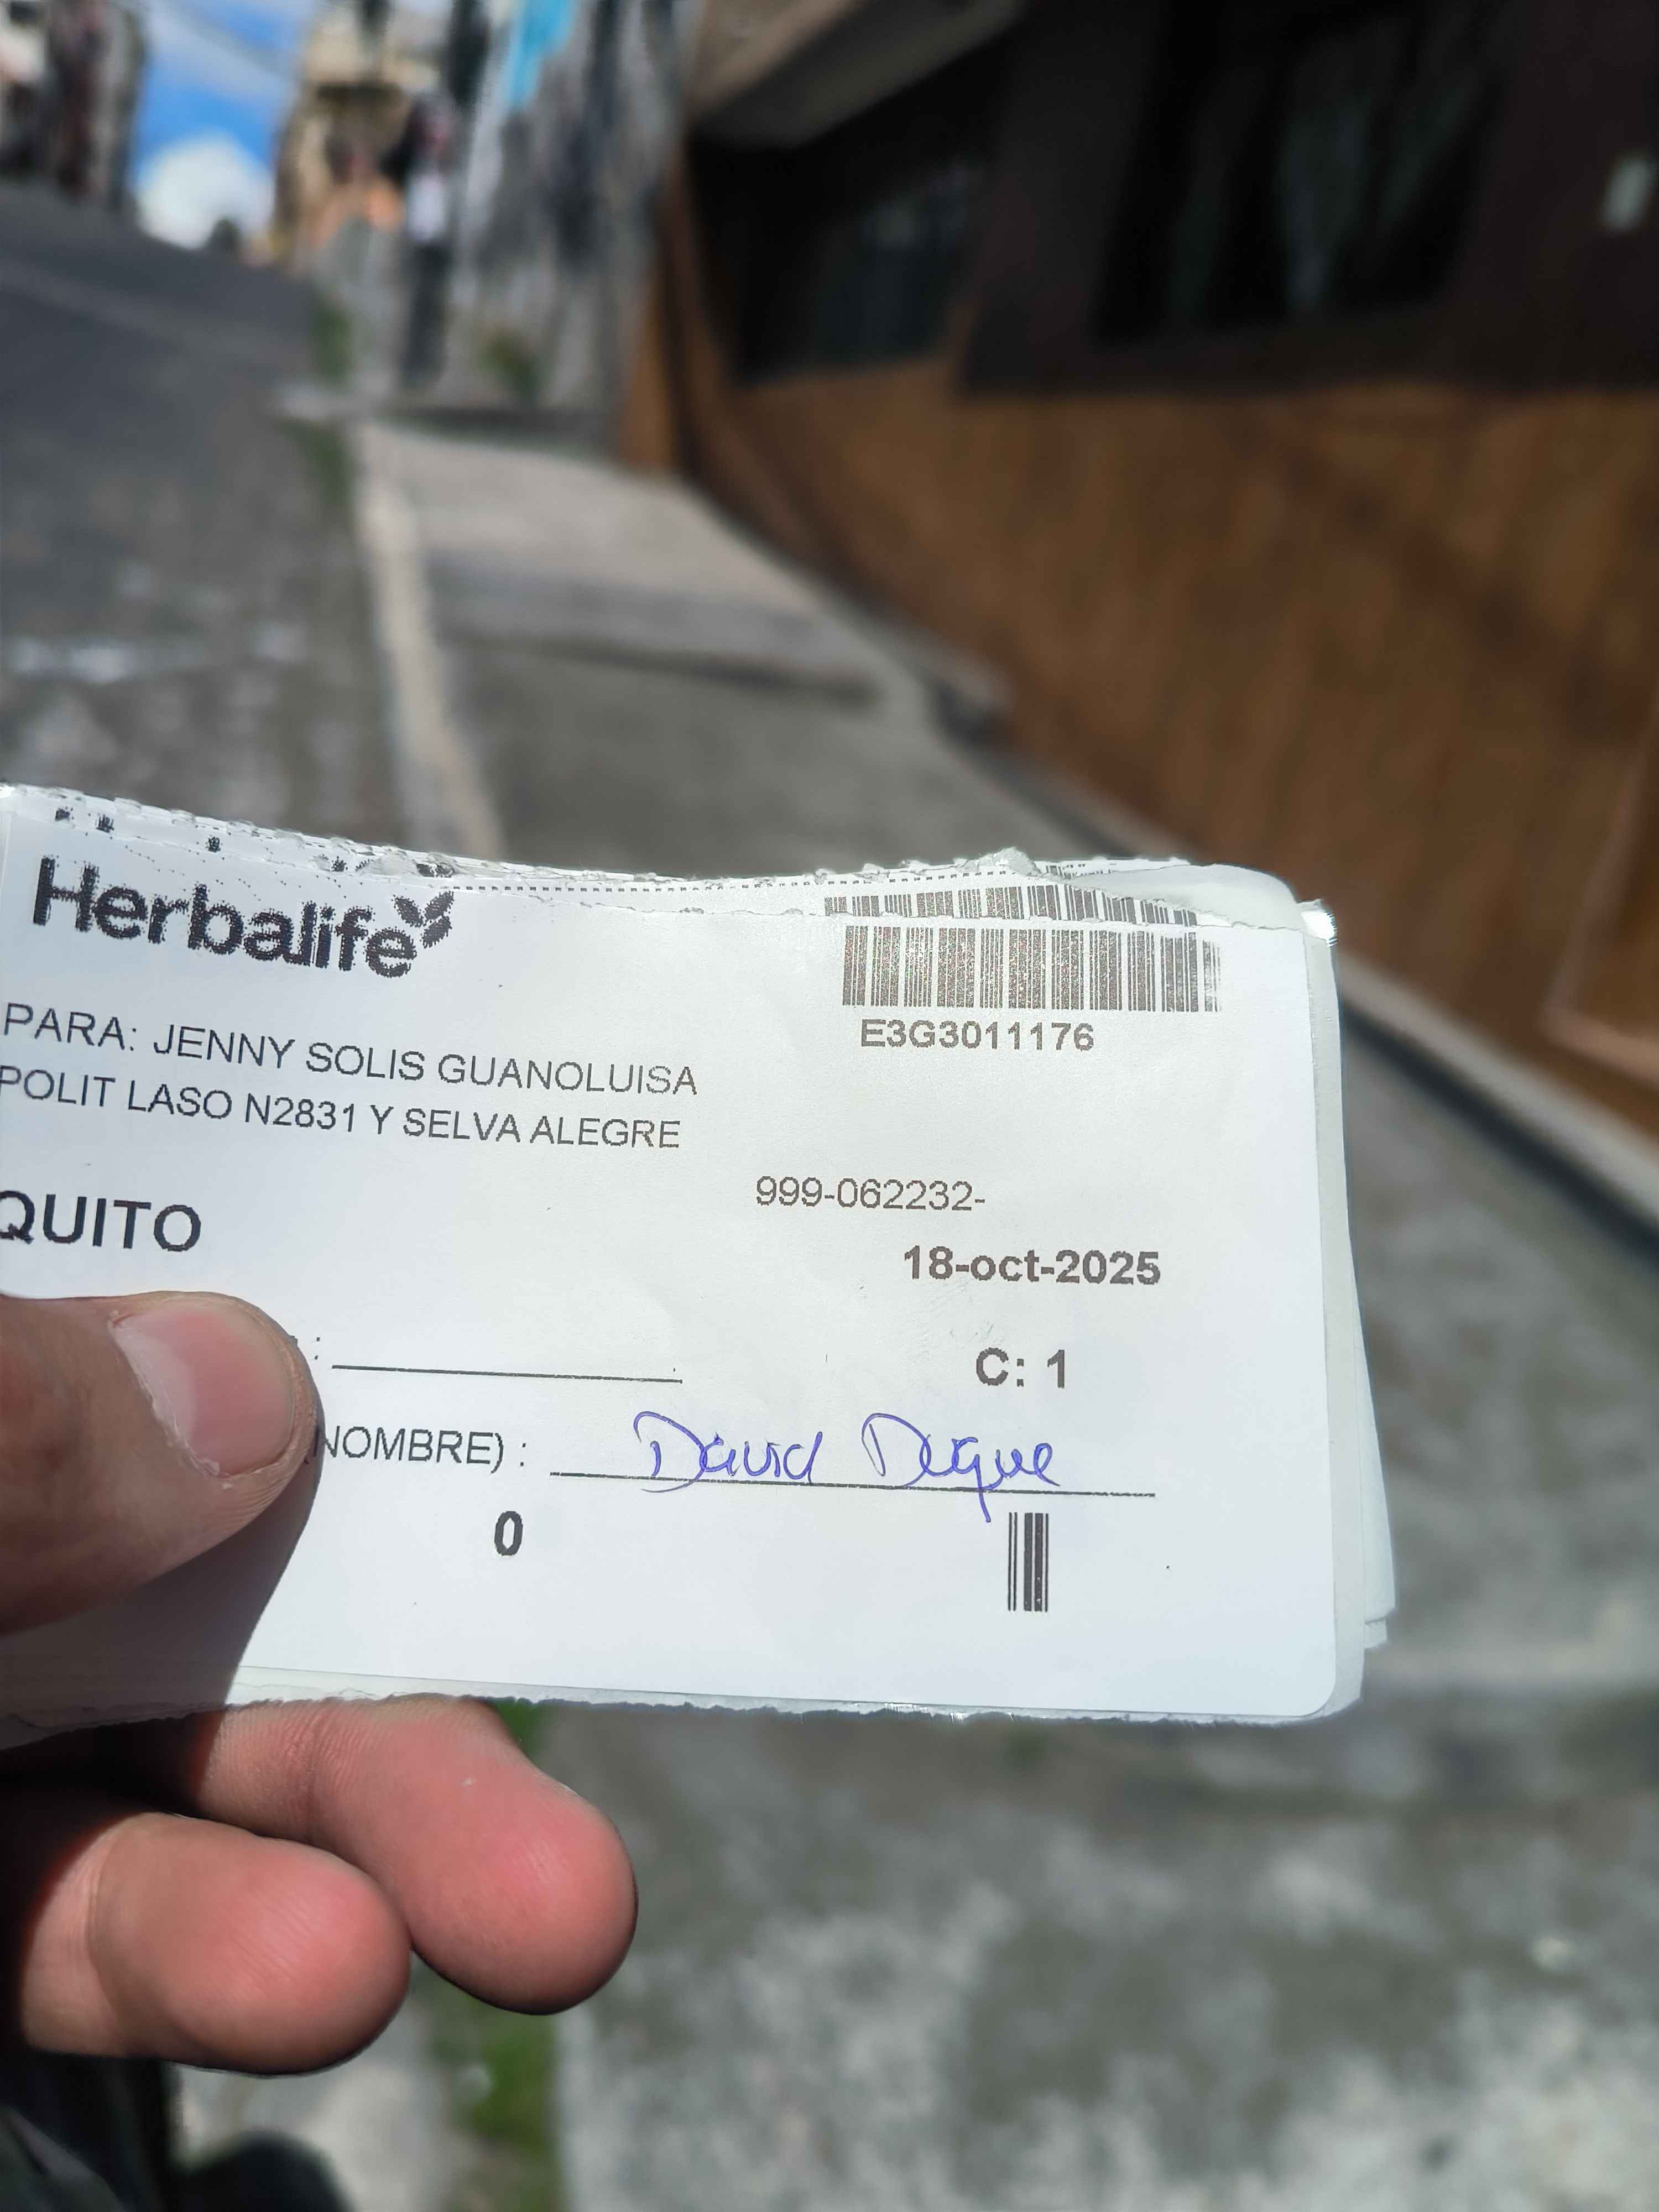 Herbalife
E3G3011176
PARA: JENNY SOLIS GUANOLUISA
POLIT LASO N2831 Y SELVA ALEGRE
999-062232-
QUITO
18-oct-2025
: 
C: 1
NOMBRE) : David Duque
0